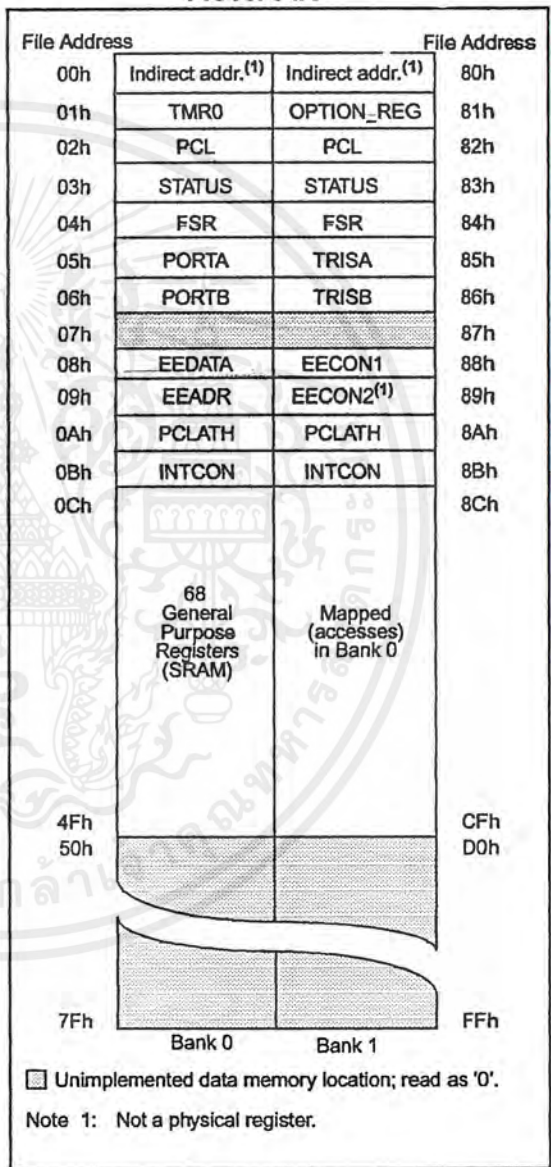 File Address File Address
00h Indirect addr.(1) Indirect addr.(1) 80h
01h TMR0 OPTION_REG 81h
02h PCL PCL 82h
03h STATUS STATUS 83h
04h FSR FSR 84h
05h PORTA TRISA 85h
06h PORTB TRISB 86h
07h 87h
08h EEDATA EECON1 88h
09h EEADR EECON2(1) 89h
0Ah PCLATH PCLATH 8Ah
0Bh INTCON INTCON 8Bh
0Ch 8Ch
68
General
Purpose
Registers
(SRAM)
Mapped
(accesses)
in Bank 0
4Fh CFh
50h D0h
7Fh FFh
Bank 0 Bank 1
Unimplemented data memory location; read as '0'.
Note 1: Not a physical register.